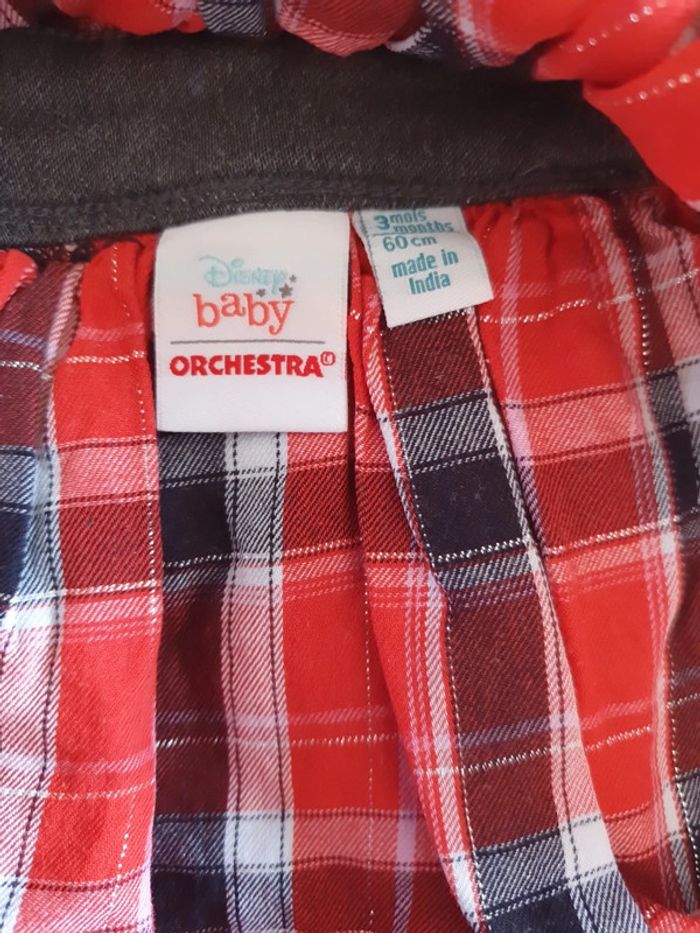 Disney
baby
ORCHESTRA
3 mois
months
60 cm
made in
India